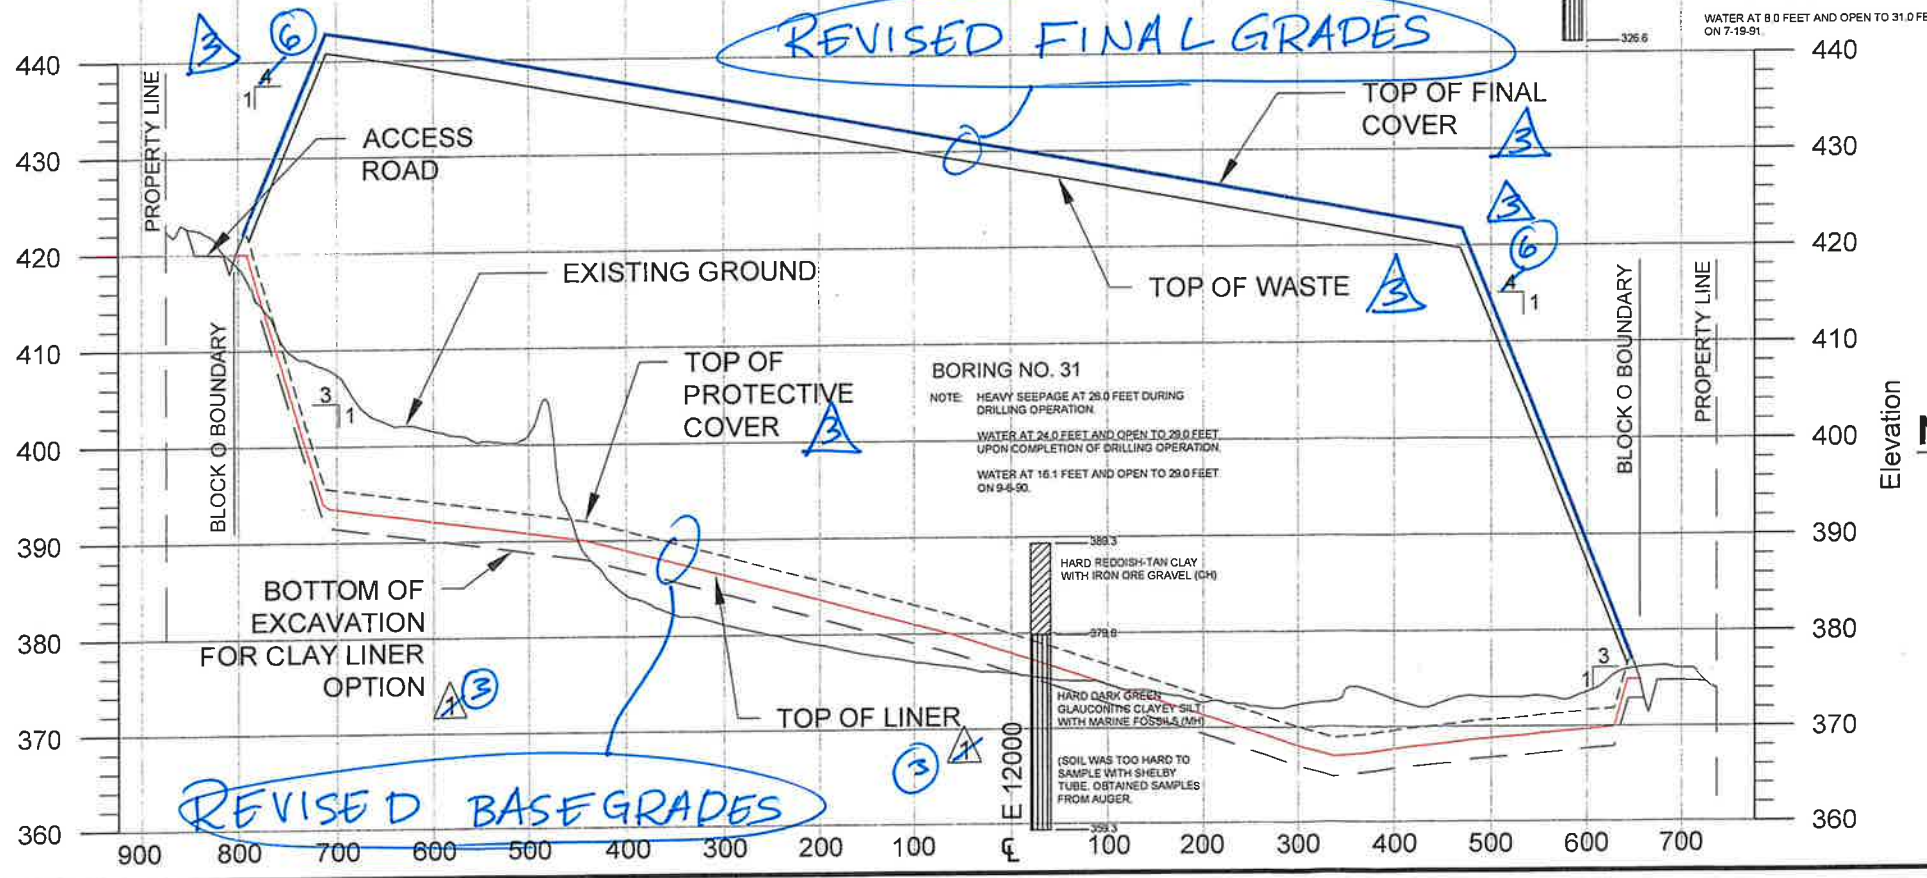 REVISED FINAL GRADES
3
6
4
1
326.6
WATER AT 8.0 FEET AND OPEN TO 31.0 FE
ON 7-19-91.
440
430
420
410
400
390
380
370
360
PROPERTY LINE
ACCESS
ROAD
TOP OF FINAL
COVER
3
3
6
4
1
EXISTING GROUND
TOP OF WASTE
3
BLOCK O BOUNDARY
3
1
TOP OF
PROTECTIVE
COVER
3
BORING NO. 31
NOTE: HEAVY SEEPAGE AT 26.0 FEET DURING
DRILLING OPERATION.
WATER AT 24.0 FEET AND OPEN TO 29.0 FEET
UPON COMPLETION OF DRILLING OPERATION.
WATER AT 16.1 FEET AND OPEN TO 29.0 FEET
ON 9-6-90.
BLOCK O BOUNDARY
PROPERTY LINE
440
430
420
410
400
390
380
370
360
Elevation
389.3
HARD REDDISH-TAN CLAY
WITH IRON ORE GRAVEL (CH)
379.8
HARD DARK GREEN
GLAUCONITIC CLAYEY SILT
WITH MARINE FOSSILS (MH)
(SOIL WAS TOO HARD TO
SAMPLE WITH SHELBY
TUBE. OBTAINED SAMPLES
FROM AUGER.
359.3
BOTTOM OF
EXCAVATION
FOR CLAY LINER
OPTION
1
3
TOP OF LINER
1
3
3
1
E 12000
REVISED BASEGRADES
900 800 700 600 500 400 300 200 100 ℄ 100 200 300 400 500 600 700